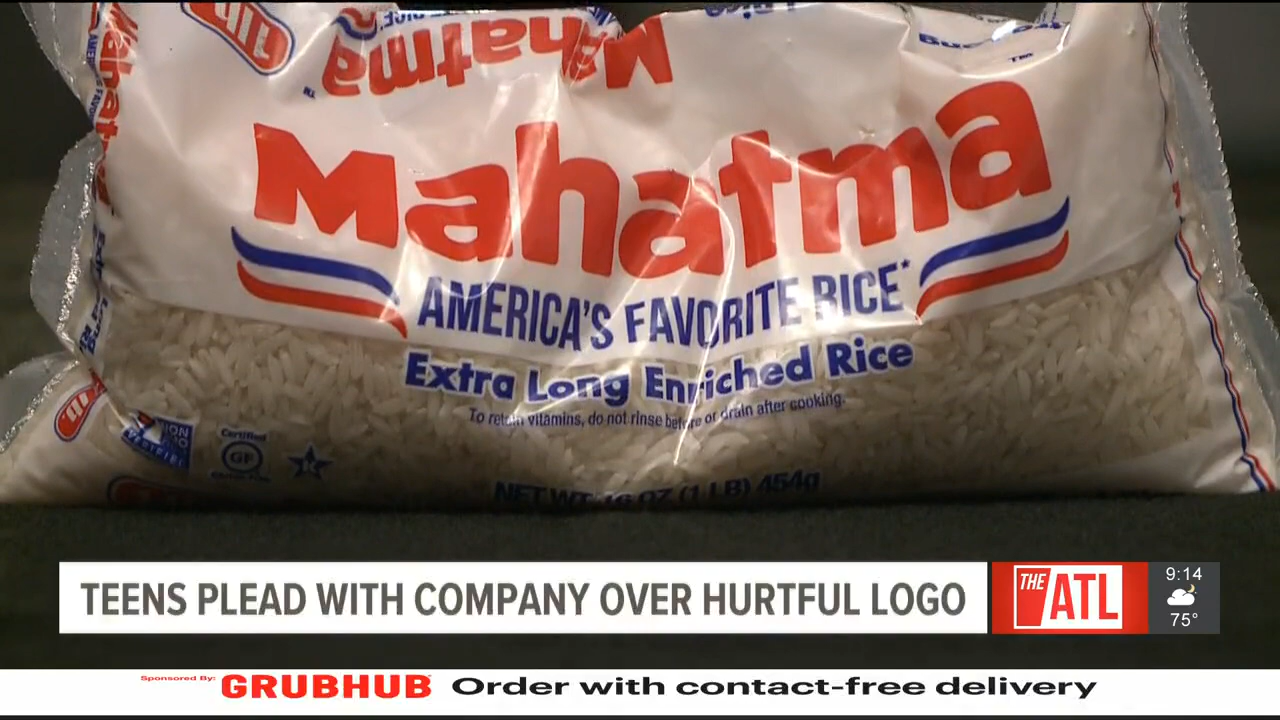 Mahatma
Mahatma
AMERICA'S FAVORITE RICE*
Extra Long Enriched Rice
To retain vitamins, do not rinse before or drain after cooking.
Certified
GF
K
NET WT. 16 OZ (1 LB) 454g
TEENS PLEAD WITH COMPANY OVER HURTFUL LOGO
THE ATL
9:14
75°
Sponsored By: GRUBHUB Order with contact-free delivery